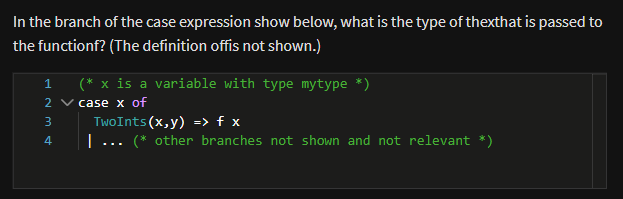 In the branch of the case expression show below, what is the type of thexthat is passed to
the functionf? (The definition offis not shown.)
1 (* x is a variable with type mytype *)
2 case x of
3 TwoInts(x,y) => f x
4 | ... (* other branches not shown and not relevant *)